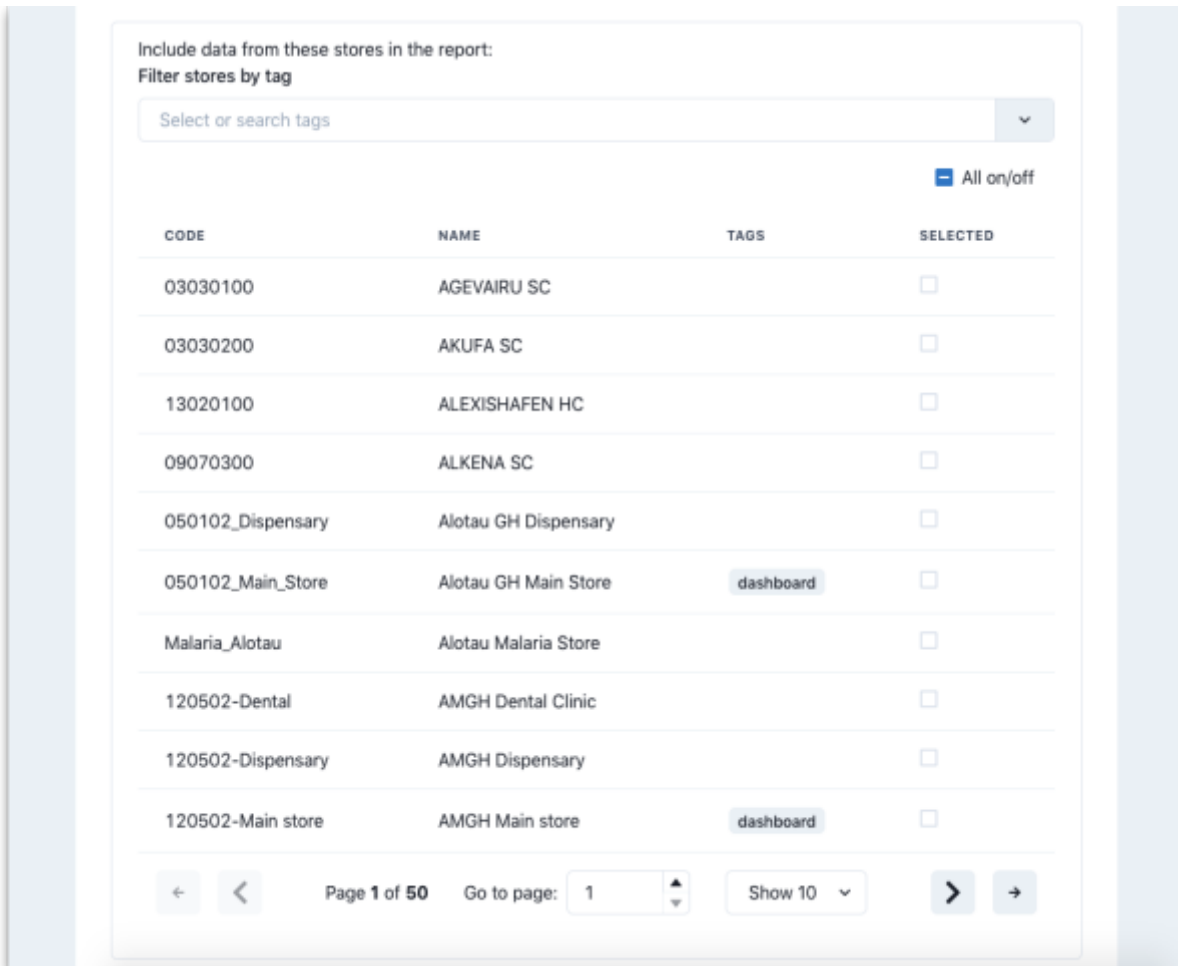 Include data from these stores in the report:
Filter stores by tag
Select or search tags
All on/off
CODE NAME TAGS SELECTED
03030100 AGEVAIRU SC
03030200 AKUFA SC
13020100 ALEXISHAFEN HC
09070300 ALKENA SC
050102_Dispensary Alotau GH Dispensary
050102_Main_Store Alotau GH Main Store dashboard
Malaria_Alotau Alotau Malaria Store
120502-Dental AMGH Dental Clinic
120502-Dispensary AMGH Dispensary
120502-Main store AMGH Main store dashboard
Page 1 of 50 Go to page: 1 Show 10